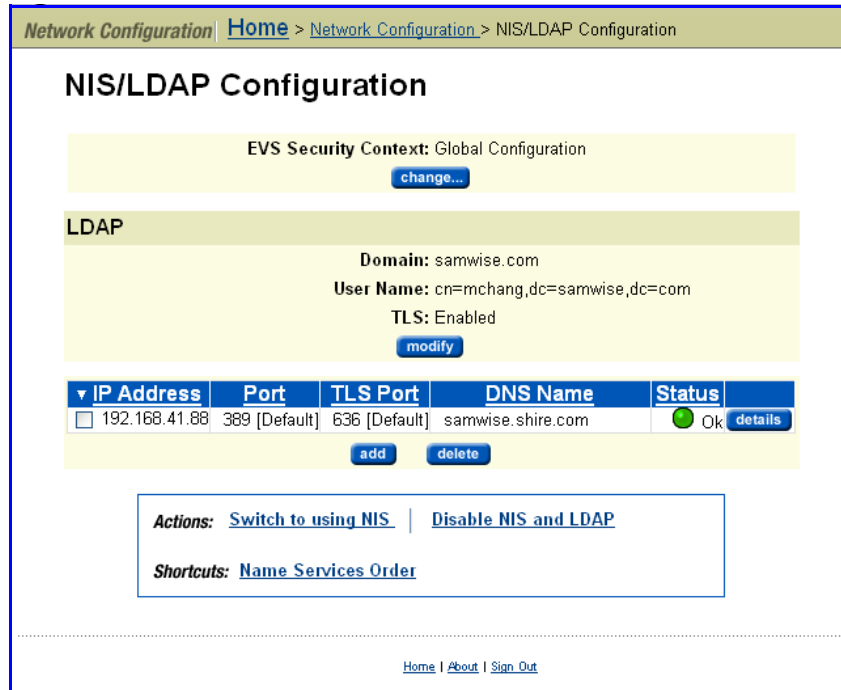 Network Configuration Home > Network Configuration > NIS/LDAP Configuration
NIS/LDAP Configuration
EVS Security Context: Global Configuration
change...
LDAP
Domain: samwise.com
User Name: cn=mchang,dc=samwise,dc=com
TLS: Enabled
modify
IP Address Port TLS Port DNS Name Status
192.168.41.88 389 [Default] 636 [Default] samwise.shire.com Ok details
add delete
Actions: Switch to using NIS | Disable NIS and LDAP
Shortcuts: Name Services Order
Home | About | Sign Out